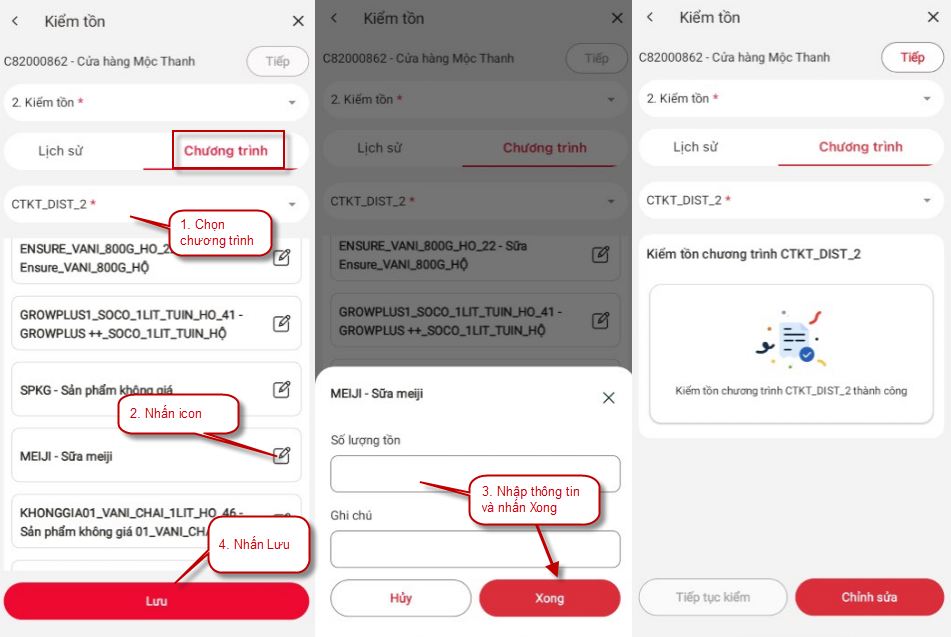 Kiểm tồn
C82000862 - Cửa hàng Mộc Thanh
Tiếp
2. Kiểm tồn *
Lịch sử
Chương trình
CTKT_DIST_2 *
1. Chọn
chương trình
ENSURE_VANI_800G_HO_2
Ensure_VANI_800G_HỘ
GROWPLUS1_SOCO_1LIT_TUIN_HO_41 -
GROWPLUS ++_SOCO_1LIT_TUIN_HỘ
SPKG - Sản phẩm không giá
2. Nhấn icon
MEIJI - Sữa meiji
KHONGGIA01_VANI_CHAI_1LIT_HO_46 -
Sản phẩm không giá 01_VANI_CHA
4. Nhấn Lưu
Lưu
Kiểm tồn
C82000862 - Cửa hàng Mộc Thanh
Tiếp
2. Kiểm tồn *
Lịch sử
Chương trình
CTKT_DIST_2 *
ENSURE_VANI_800G_HO_22 - Sữa
Ensure_VANI_800G_HỘ
GROWPLUS1_SOCO_1LIT_TUIN_HO_41 -
GROWPLUS ++_SOCO_1LIT_TUIN_HỘ
MEIJI - Sữa meiji
Số lượng tồn
3. Nhập thông tin
và nhấn Xong
Ghi chú
Hủy
Xong
Kiểm tồn
C82000862 - Cửa hàng Mộc Thanh
Tiếp
2. Kiểm tồn *
Lịch sử
Chương trình
CTKT_DIST_2 *
Kiểm tồn chương trình CTKT_DIST_2
Kiểm tồn chương trình CTKT_DIST_2 thành công
Tiếp tục kiểm
Chỉnh sửa